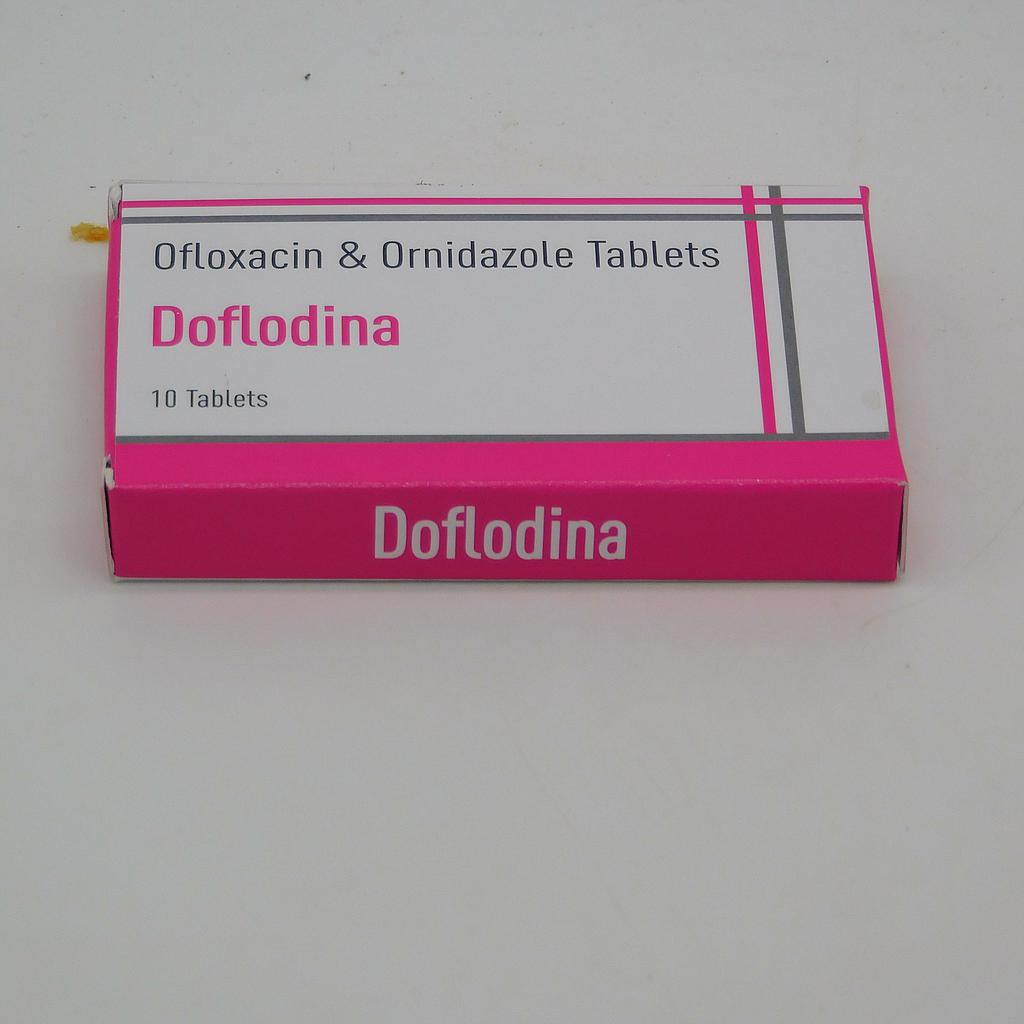 Ofloxacin & Ornidazole Tablets
Doflodina
10 Tablets
Doflodina